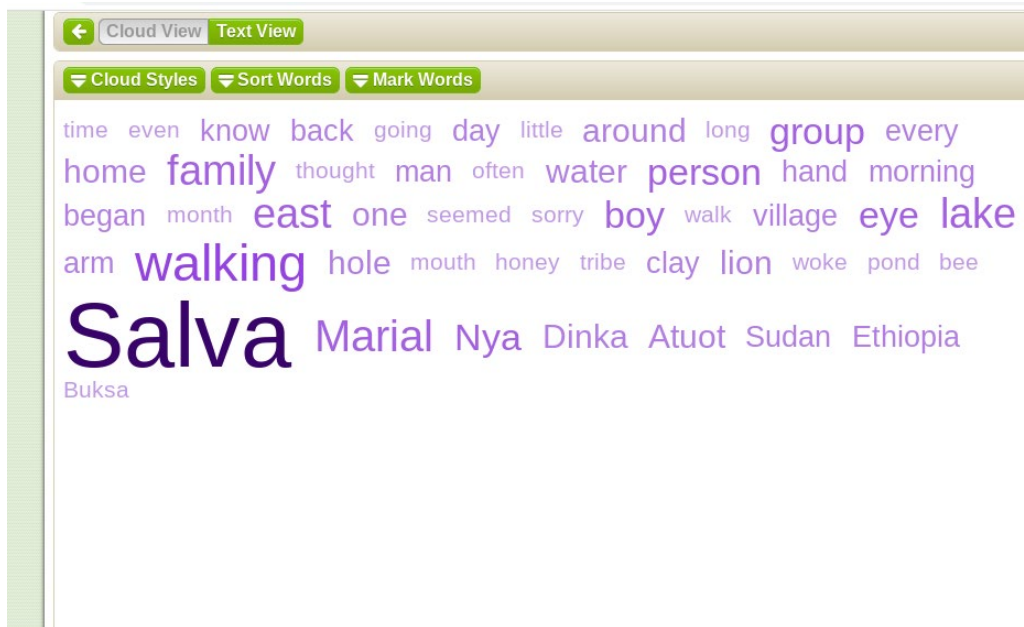 Cloud View Text View
Cloud Styles Sort Words Mark Words
time even know back going day little around long group every
home family thought man often water person hand morning
began month east one seemed sorry boy walk village eye lake
arm walking hole mouth honey tribe clay lion woke pond bee
Salva Marial Nya Dinka Atuot Sudan Ethiopia
Buksa